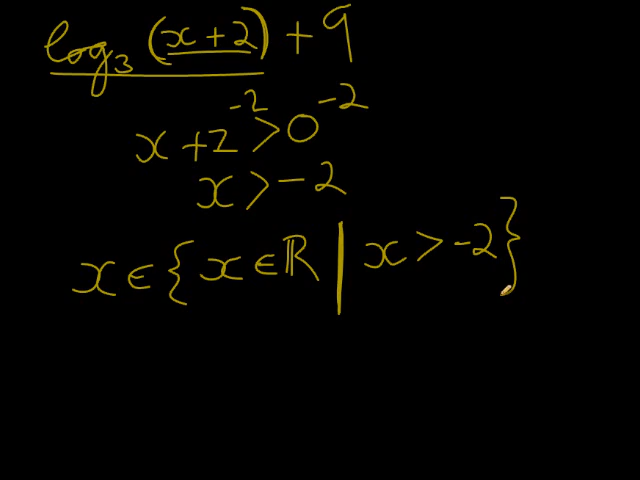 log₃ (x + 2) + 9
x + 2 ⁻² > 0 ⁻²
x > -2
x ∈ { x ∈ ℝ | x > -2 }